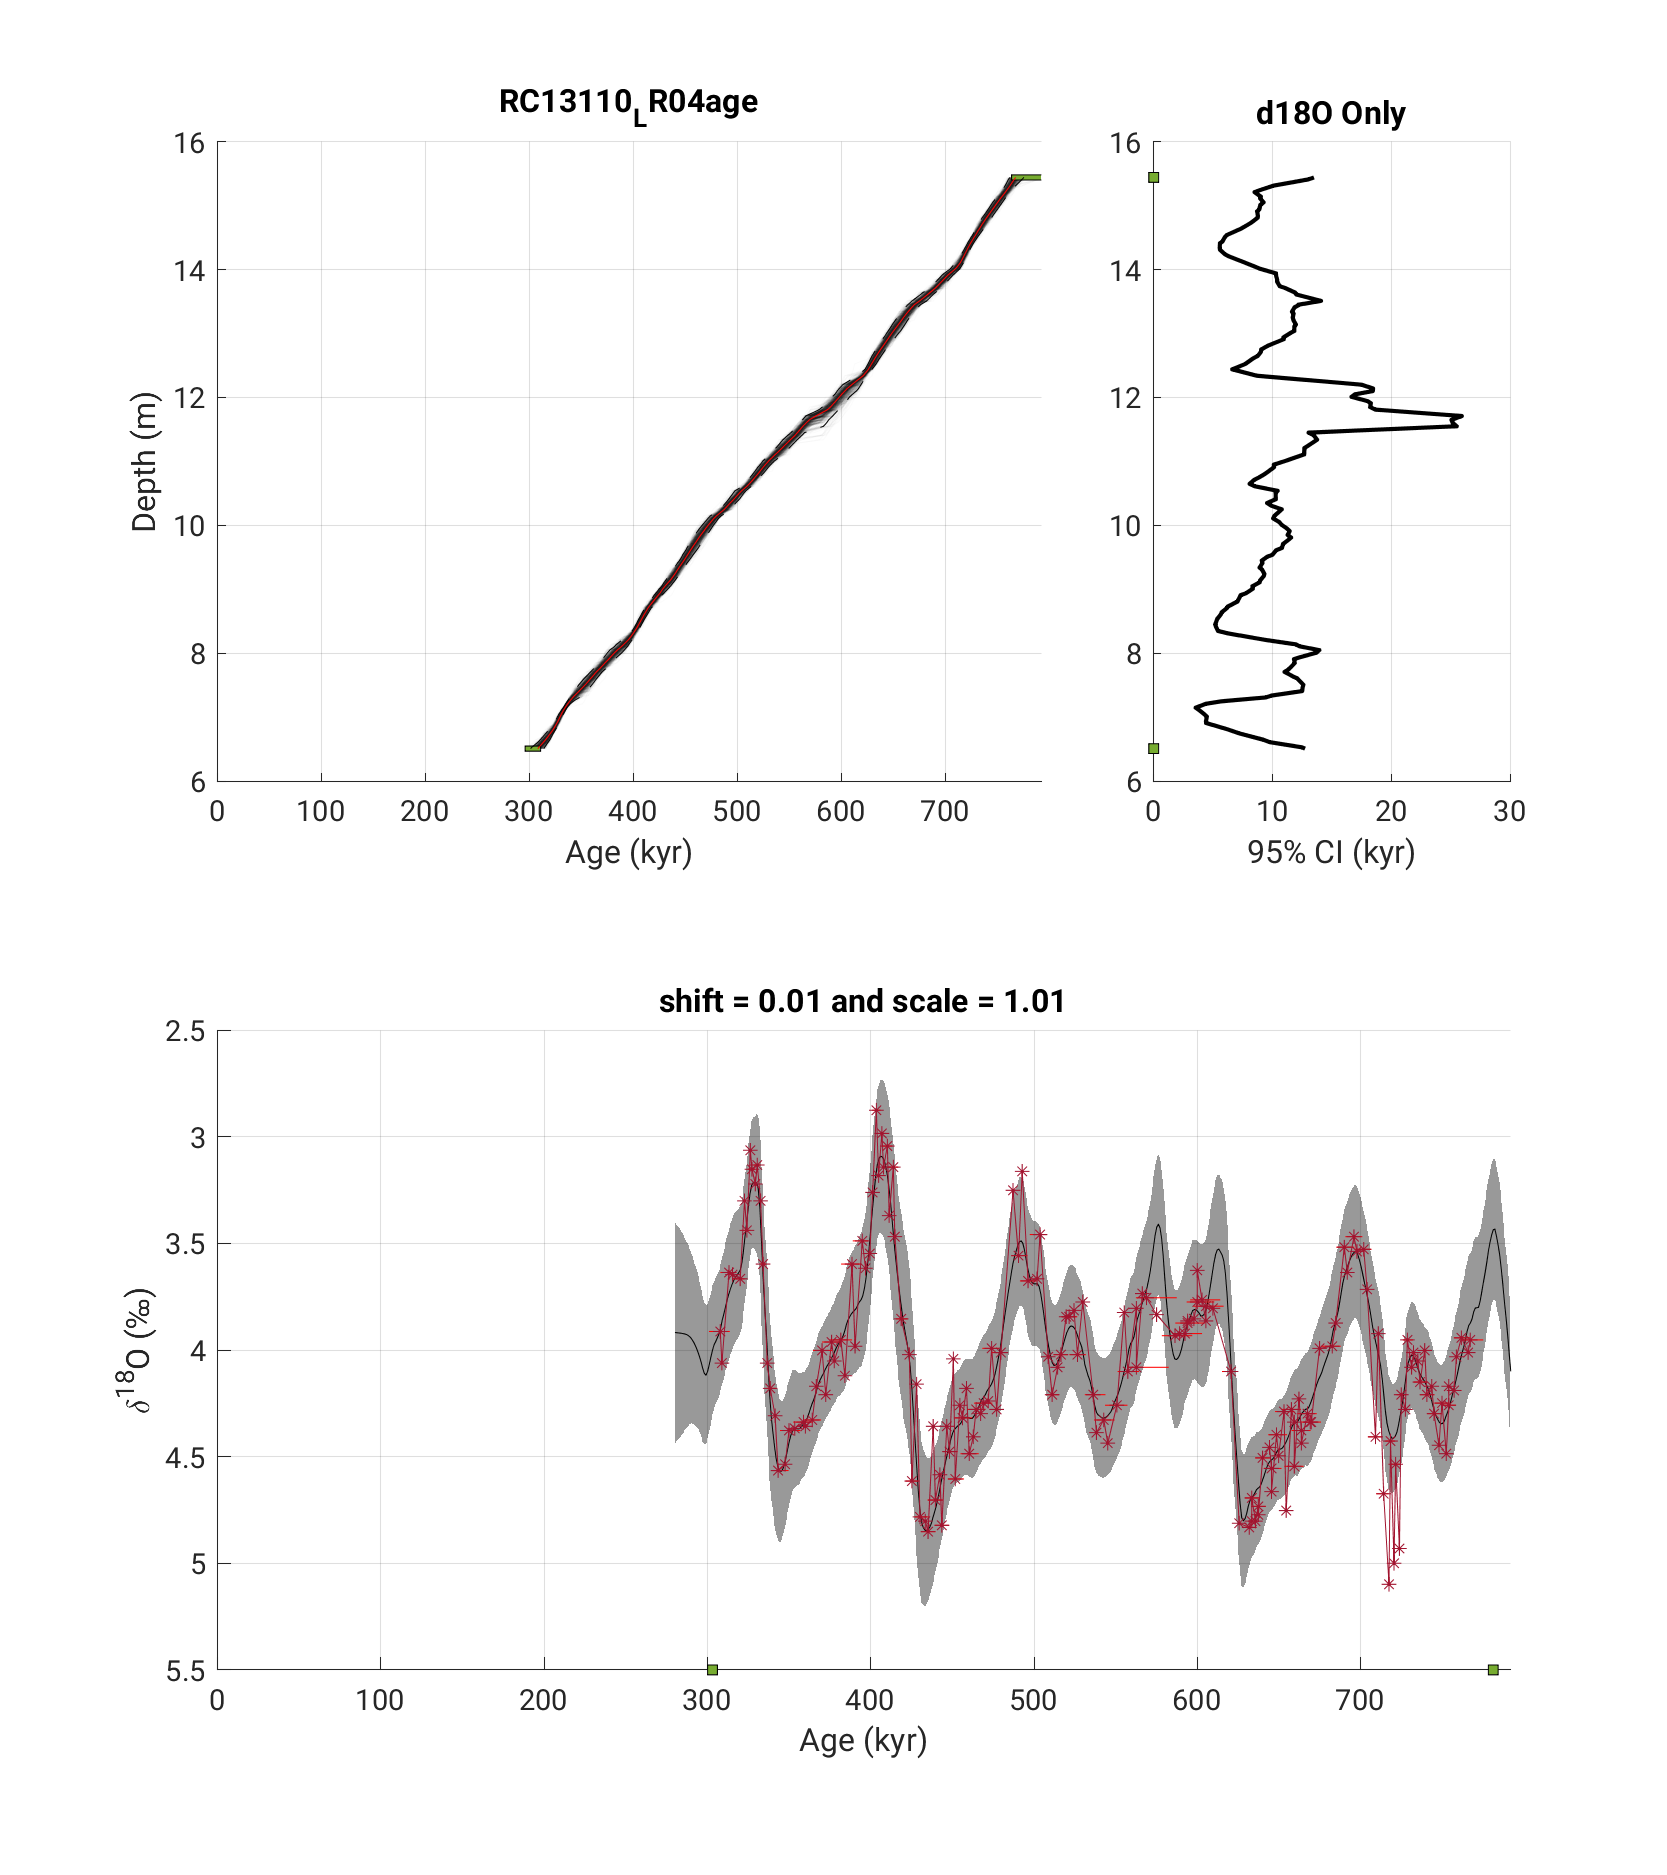 RC13110LR04age
16
14
12
10
8
6
Depth (m)
0 100 200 300 400 500 600 700
Age (kyr)
d18O Only
16
14
12
10
8
6
0 10 20 30
95% CI (kyr)
shift = 0.01 and scale = 1.01
2.5
3
3.5
4
4.5
5
5.5
δ18O (‰)
0 100 200 300 400 500 600 700
Age (kyr)